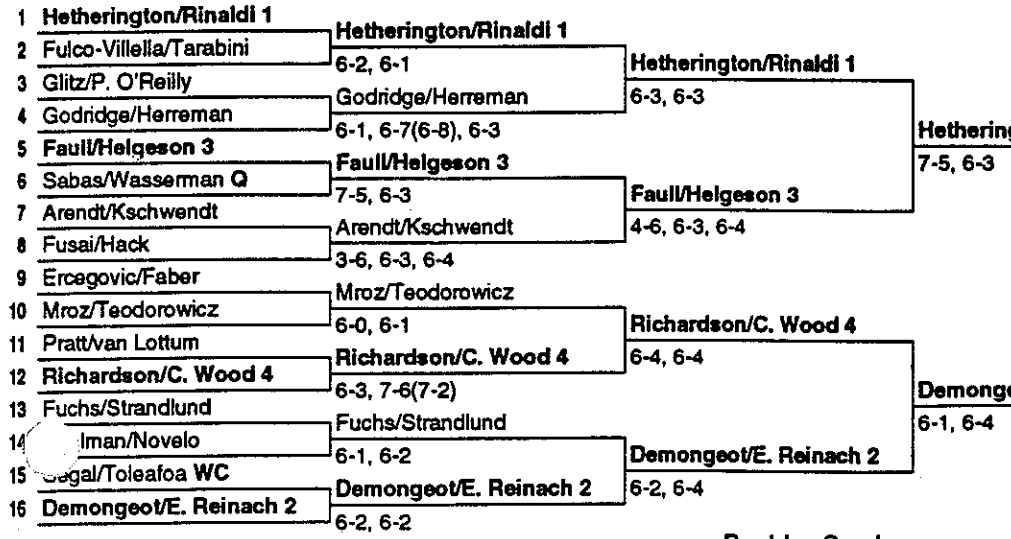 1 Hetherington/Rinaldi 1
2 Fulco-Villella/Tarabini
3 Glitz/P. O'Reilly
4 Godridge/Herreman
5 Faull/Helgeson 3
6 Sabas/Wasserman Q
7 Arendt/Kschwendt
8 Fusai/Hack
9 Ercegovic/Faber
10 Mroz/Teodorowicz
11 Pratt/van Lottum
12 Richardson/C. Wood 4
13 Fuchs/Strandlund
14 lman/Novelo
15 gal/Toleafoa WC
16 Demongeot/E. Reinach 2
Hetherington/Rinaldi 1
6-2, 6-1
Godridge/Herreman
6-1, 6-7(6-8), 6-3
Faull/Helgeson 3
7-5, 6-3
Arendt/Kschwendt
3-6, 6-3, 6-4
Mroz/Teodorowicz
6-0, 6-1
Richardson/C. Wood 4
6-3, 7-6(7-2)
Fuchs/Strandlund
6-1, 6-2
Demongeot/E. Reinach 2
6-2, 6-2
Hetherington/Rinaldi 1
6-3, 6-3
Faull/Helgeson 3
4-6, 6-3, 6-4
Richardson/C. Wood 4
6-4, 6-4
Demongeot/E. Reinach 2
6-2, 6-4
Hethering
7-5, 6-3
Demonge
6-1, 6-4